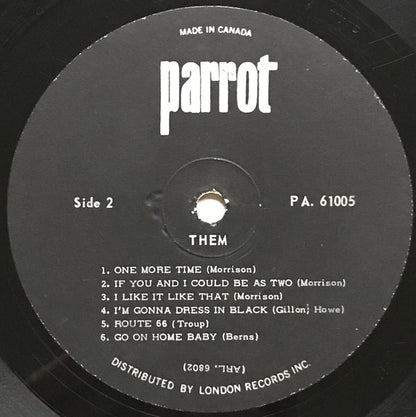 MADE IN CANADA
parrot
Side 2
PA. 61005
THEM
1. ONE MORE TIME (Morrison)
2. IF YOU AND I COULD BE AS TWO (Morrison)
3. I LIKE IT LIKE THAT (Morrison)
4. I'M GONNA DRESS IN BLACK (Gillon; Howe)
5. ROUTE 66 (Troup)
6. GO ON HOME BABY (Berns)
(ARL. 6802)
DISTRIBUTED BY LONDON RECORDS INC.